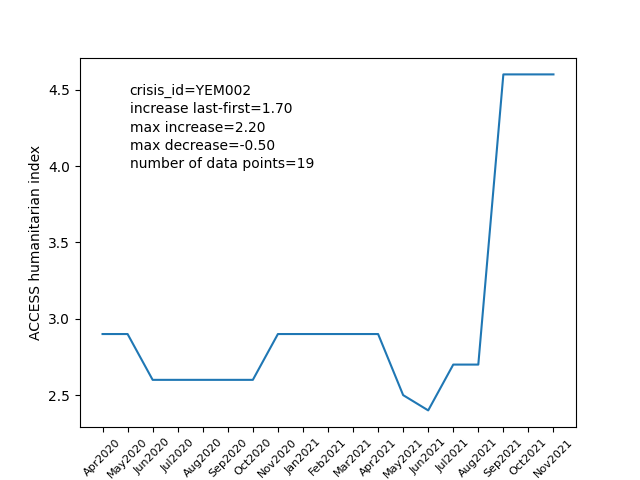 crisis_id=YEM002
increase last-first=1.70
max increase=2.20
max decrease=-0.50
number of data points=19
ACCESS humanitarian index
4.5
4.0
3.5
3.0
2.5
Apr2020
May2020
Jun2020
Jul2020
Aug2020
Sep2020
Oct2020
Nov2020
Jan2021
Feb2021
Mar2021
Apr2021
May2021
Jun2021
Jul2021
Aug2021
Sep2021
Oct2021
Nov2021